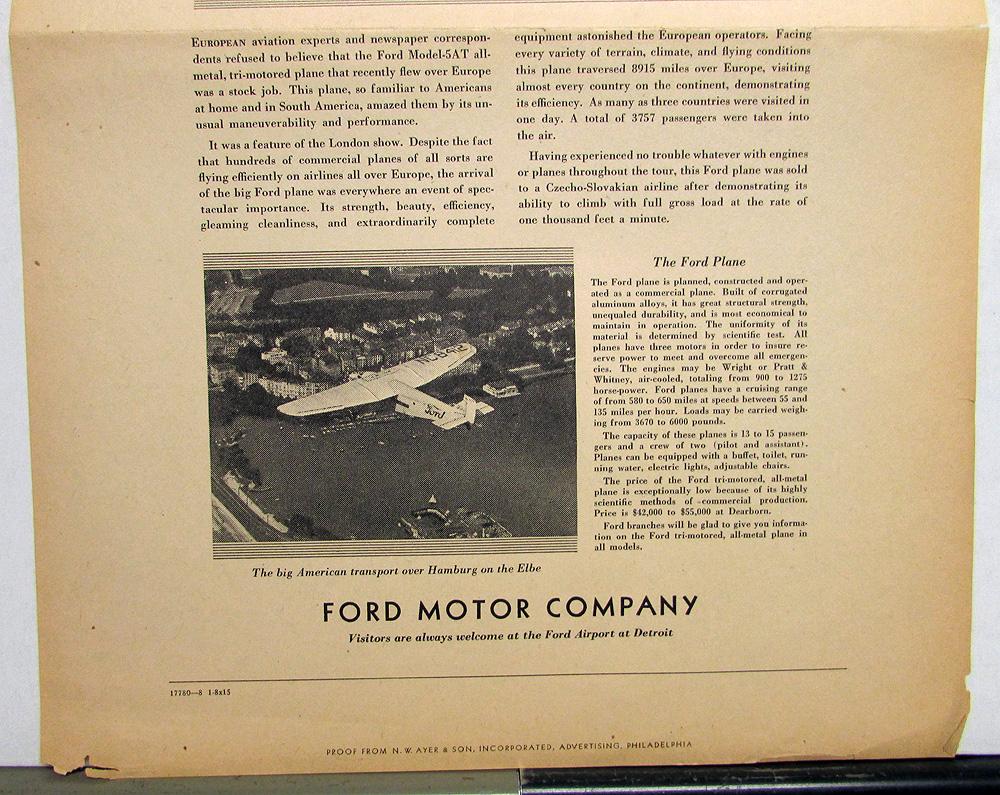 EUROPEAN aviation experts and newspaper correspon-
dents refused to believe that the Ford Model-5AT all-
metal, tri-motored plane that recently flew over Europe
was a stock job. This plane, so familiar to Americans
at home and in South America, amazed them by its un-
usual maneuverability and performance.
It was a feature of the London show. Despite the fact
that hundreds of commercial planes of all sorts are
flying efficiently on airlines all over Europe, the arrival
of the big Ford plane was everywhere an event of spec-
tacular importance. Its strength, beauty, efficiency,
gleaming cleanliness, and extraordinarily complete
equipment astonished the European operators. Facing
every variety of terrain, climate, and flying conditions
this plane traversed 8915 miles over Europe, visiting
almost every country on the continent, demonstrating
its efficiency. As many as three countries were visited in
one day. A total of 3757 passengers were taken into
the air.
Having experienced no trouble whatever with engines
or planes throughout the tour, this Ford plane was sold
to a Czecho-Slovakian airline after demonstrating its
ability to climb with full gross load at the rate of
one thousand feet a minute.
Ford
The big American transport over Hamburg on the Elbe
The Ford Plane
The Ford plane is planned, constructed and oper-
ated as a commercial plane. Built of corrugated
aluminum alloys, it has great structural strength,
unequaled durability, and is most economical to
maintain in operation. The uniformity of its
material is determined by scientific test. All
planes have three motors in order to insure re-
serve power to meet and overcome all emergen-
cies. The engines may be Wright or Pratt &
Whitney, air-cooled, totaling from 900 to 1275
horse-power. Ford planes have a cruising range
of from 580 to 650 miles at speeds between 55 and
135 miles per hour. Loads may be carried weigh-
ing from 3670 to 6000 pounds.
The capacity of these planes is 13 to 15 passen-
gers and a crew of two (pilot and assistant).
Planes can be equipped with a buffet, toilet, run-
ning water, electric lights, adjustable chairs.
The price of the Ford tri-motored, all-metal
plane is exceptionally low because of its highly
scientific methods of commercial production.
Price is $42,000 to $55,000 at Dearborn.
Ford branches will be glad to give you informa-
tion on the Ford tri-motored, all-metal plane in
all models.
FORD MOTOR COMPANY
Visitors are always welcome at the Ford Airport at Detroit
17780—8 1-8x15
PROOF FROM N. W. AYER & SON, INCORPORATED, ADVERTISING, PHILADELPHIA